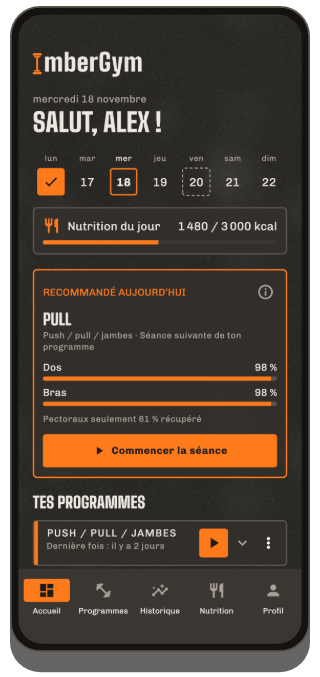 ImberGym
mercredi 18 novembre
SALUT, ALEX !
lun mar mer jeu ven sam dim
17 18 19 20 21 22
Nutrition du jour 1 480 / 3 000 kcal
RECOMMANDÉ AUJOURD'HUI
PULL
Push / pull / jambes · Séance suivante de ton
programme
Dos 98 %
Bras 98 %
Pectoraux seulement 61 % récupéré
Commencer la séance
TES PROGRAMMES
PUSH / PULL / JAMBES
Dernière fois : il y a 2 jours
Accueil Programmes Historique Nutrition Profil